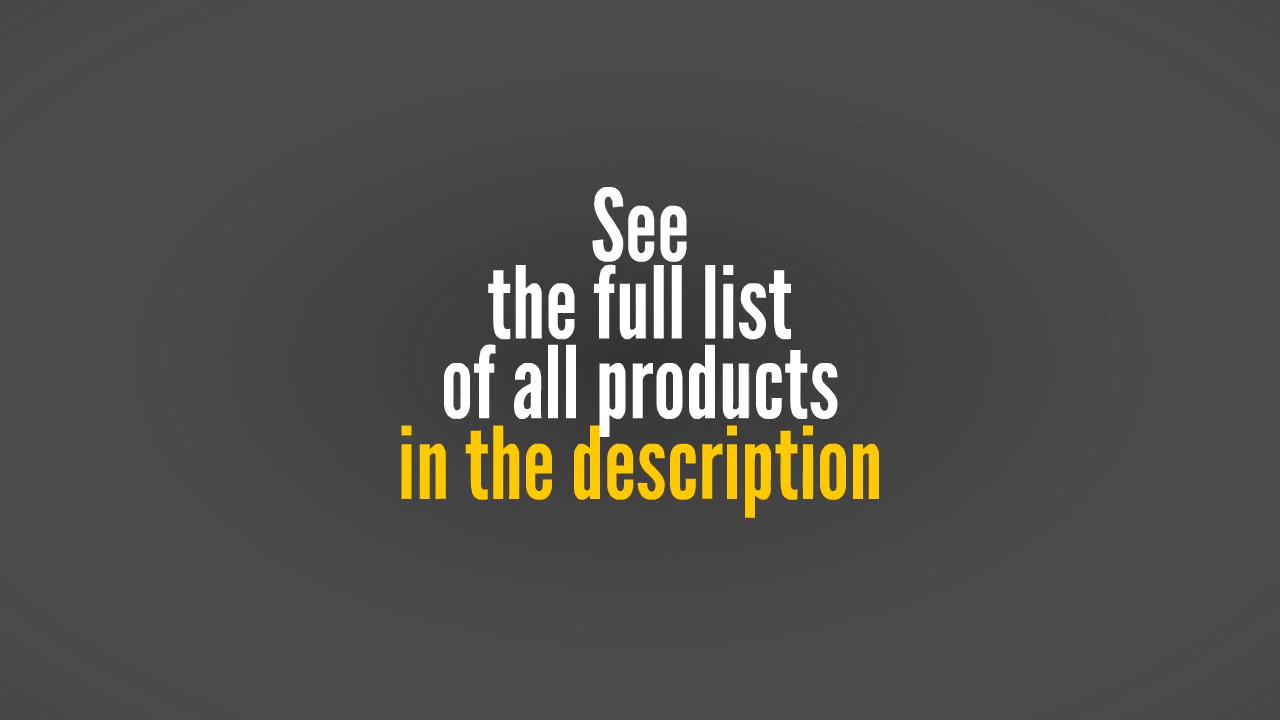 See
the full list
of all products
in the description